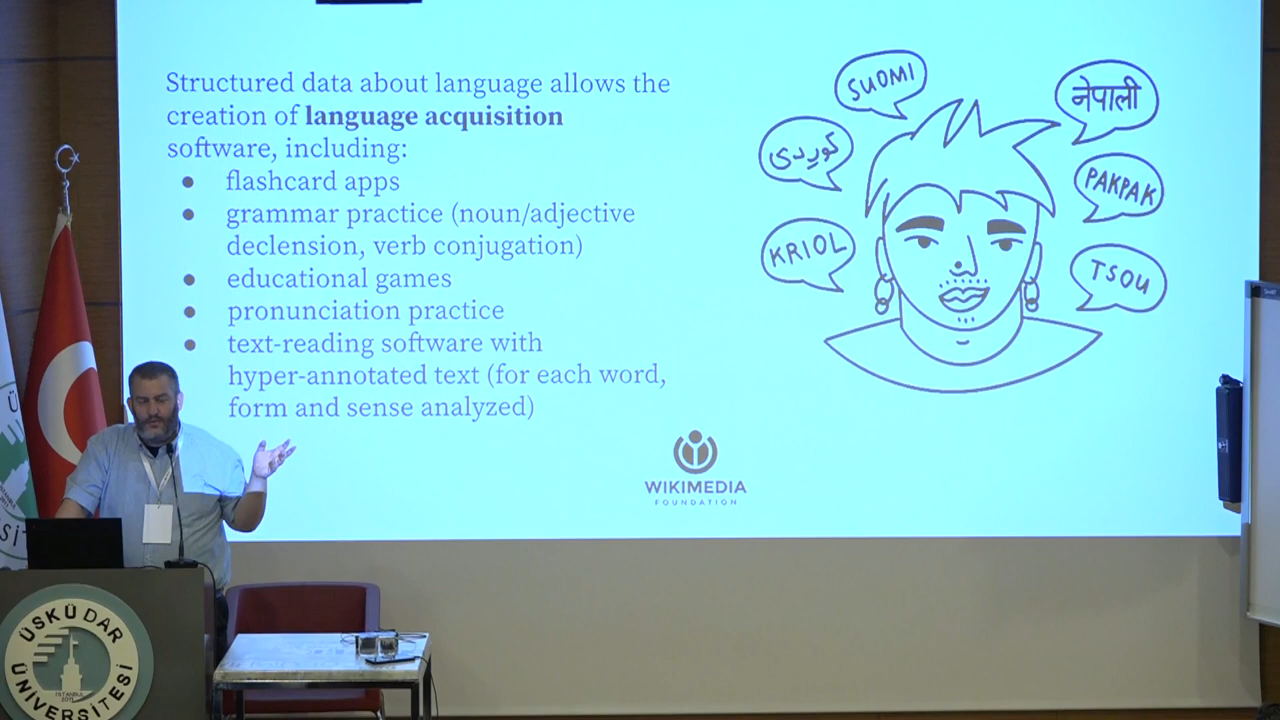 Structured data about language allows the
creation of language acquisition
software, including:
● flashcard apps
● grammar practice (noun/adjective
declension, verb conjugation)
● educational games
● pronunciation practice
● text-reading software with
hyper-annotated text (for each word,
form and sense analyzed)
SUOMI
नेपाली
كوردی
PAKPAK
KRIOL
TSOU
WIKIMEDIA
FOUNDATION
ÜSKÜDAR
ÜNİVERSİTESİ
İSTANBUL
2011